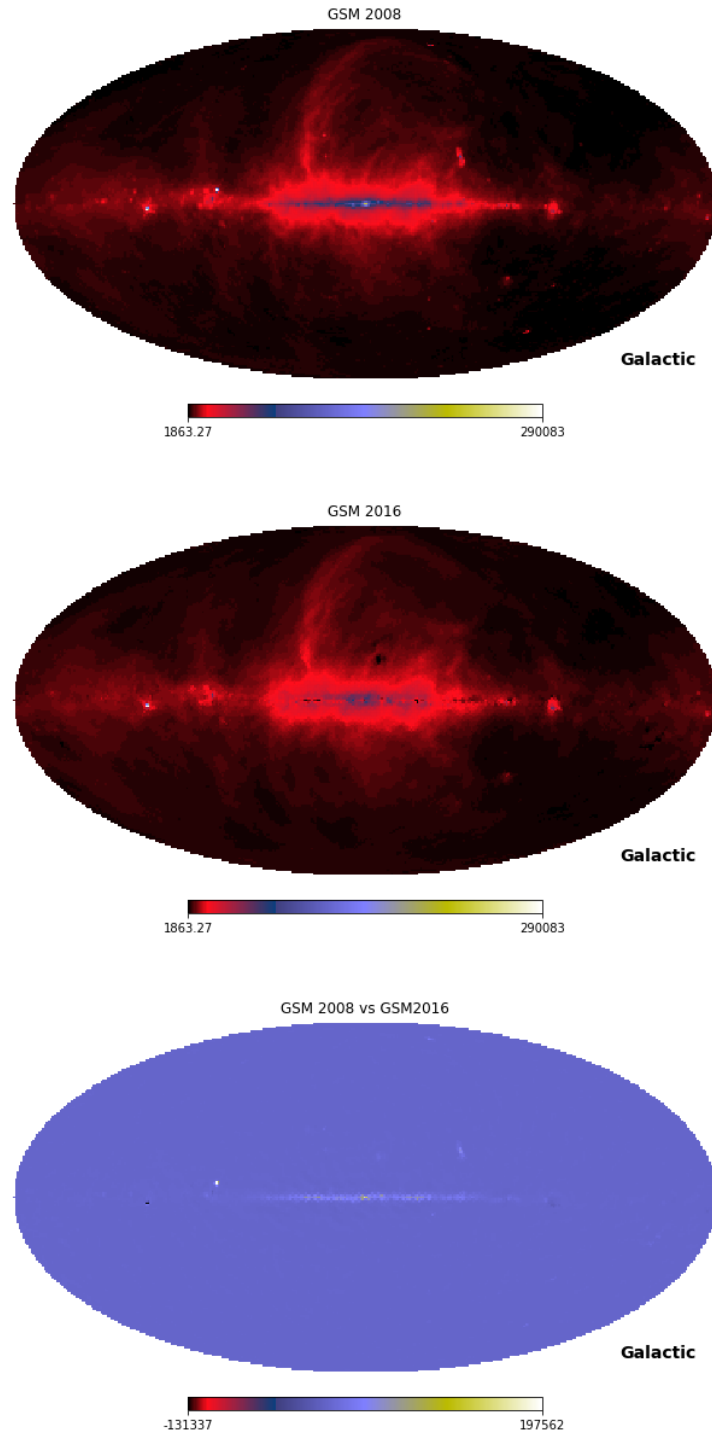 GSM 2008
Galactic
1863.27 290083
GSM 2016
Galactic
1863.27 290083
GSM 2008 vs GSM2016
Galactic
-131337 197562